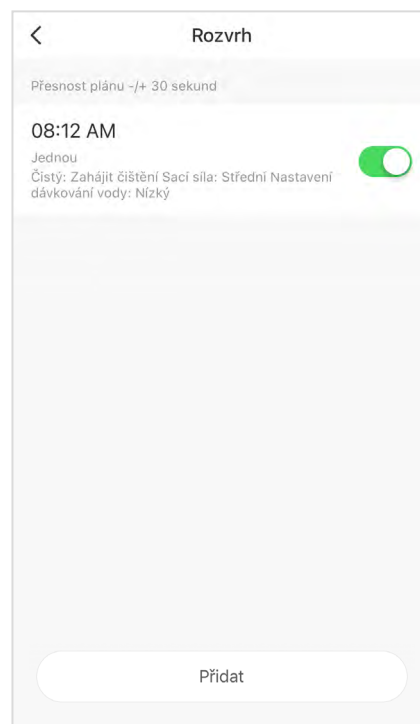 Rozvrh
Přesnost plánu -/+ 30 sekund
08:12 AM
Jednou
Čistý: Zahájit čištění Sací síla: Střední Nastavení
dávkování vody: Nízký
Přidat